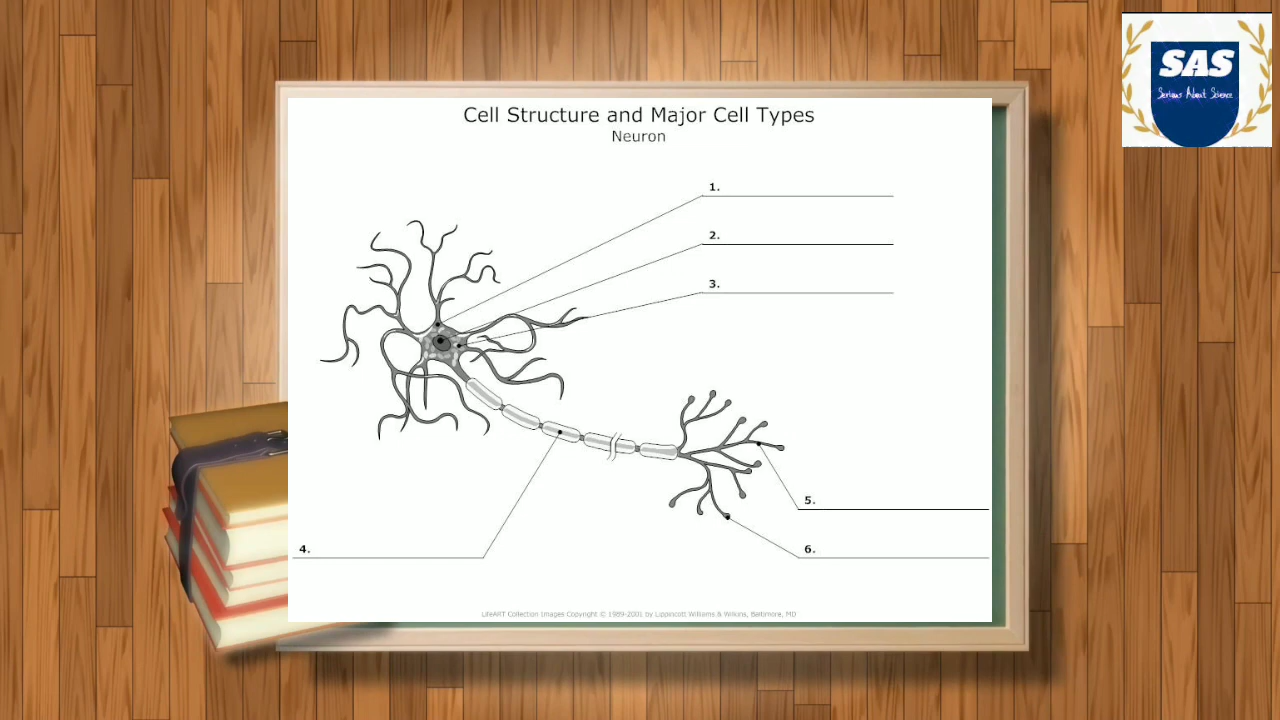 SAS
Serious About Science
Cell Structure and Major Cell Types
Neuron
1.
2.
3.
4.
5.
6.
LifeART Collection Images Copyright © 1989-2001 by Lippincott Williams & Wilkins, Baltimore, MD